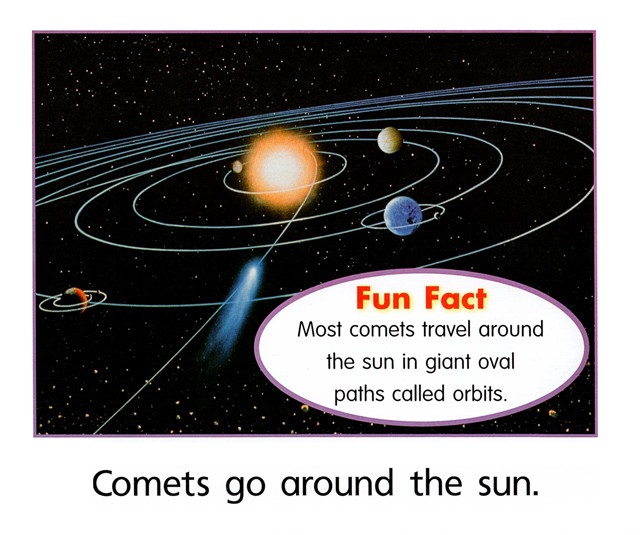 Fun Fact
Most comets travel around
the sun in giant oval
paths called orbits.
Comets go around the sun.